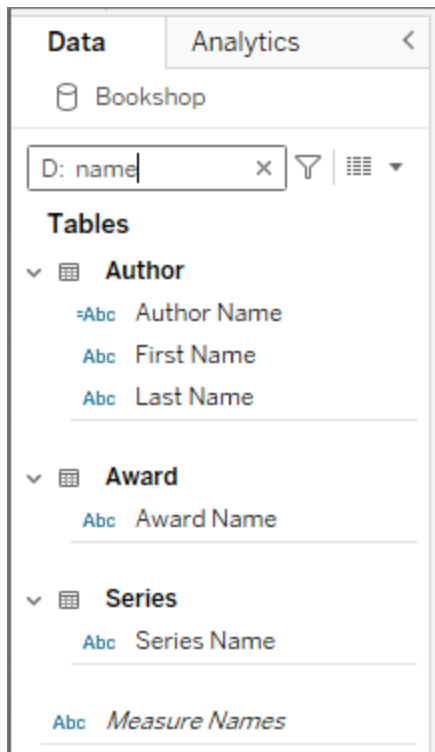 Data Analytics
Bookshop
D: name
Tables
Author
=Abc Author Name
Abc First Name
Abc Last Name
Award
Abc Award Name
Series
Abc Series Name
Abc Measure Names